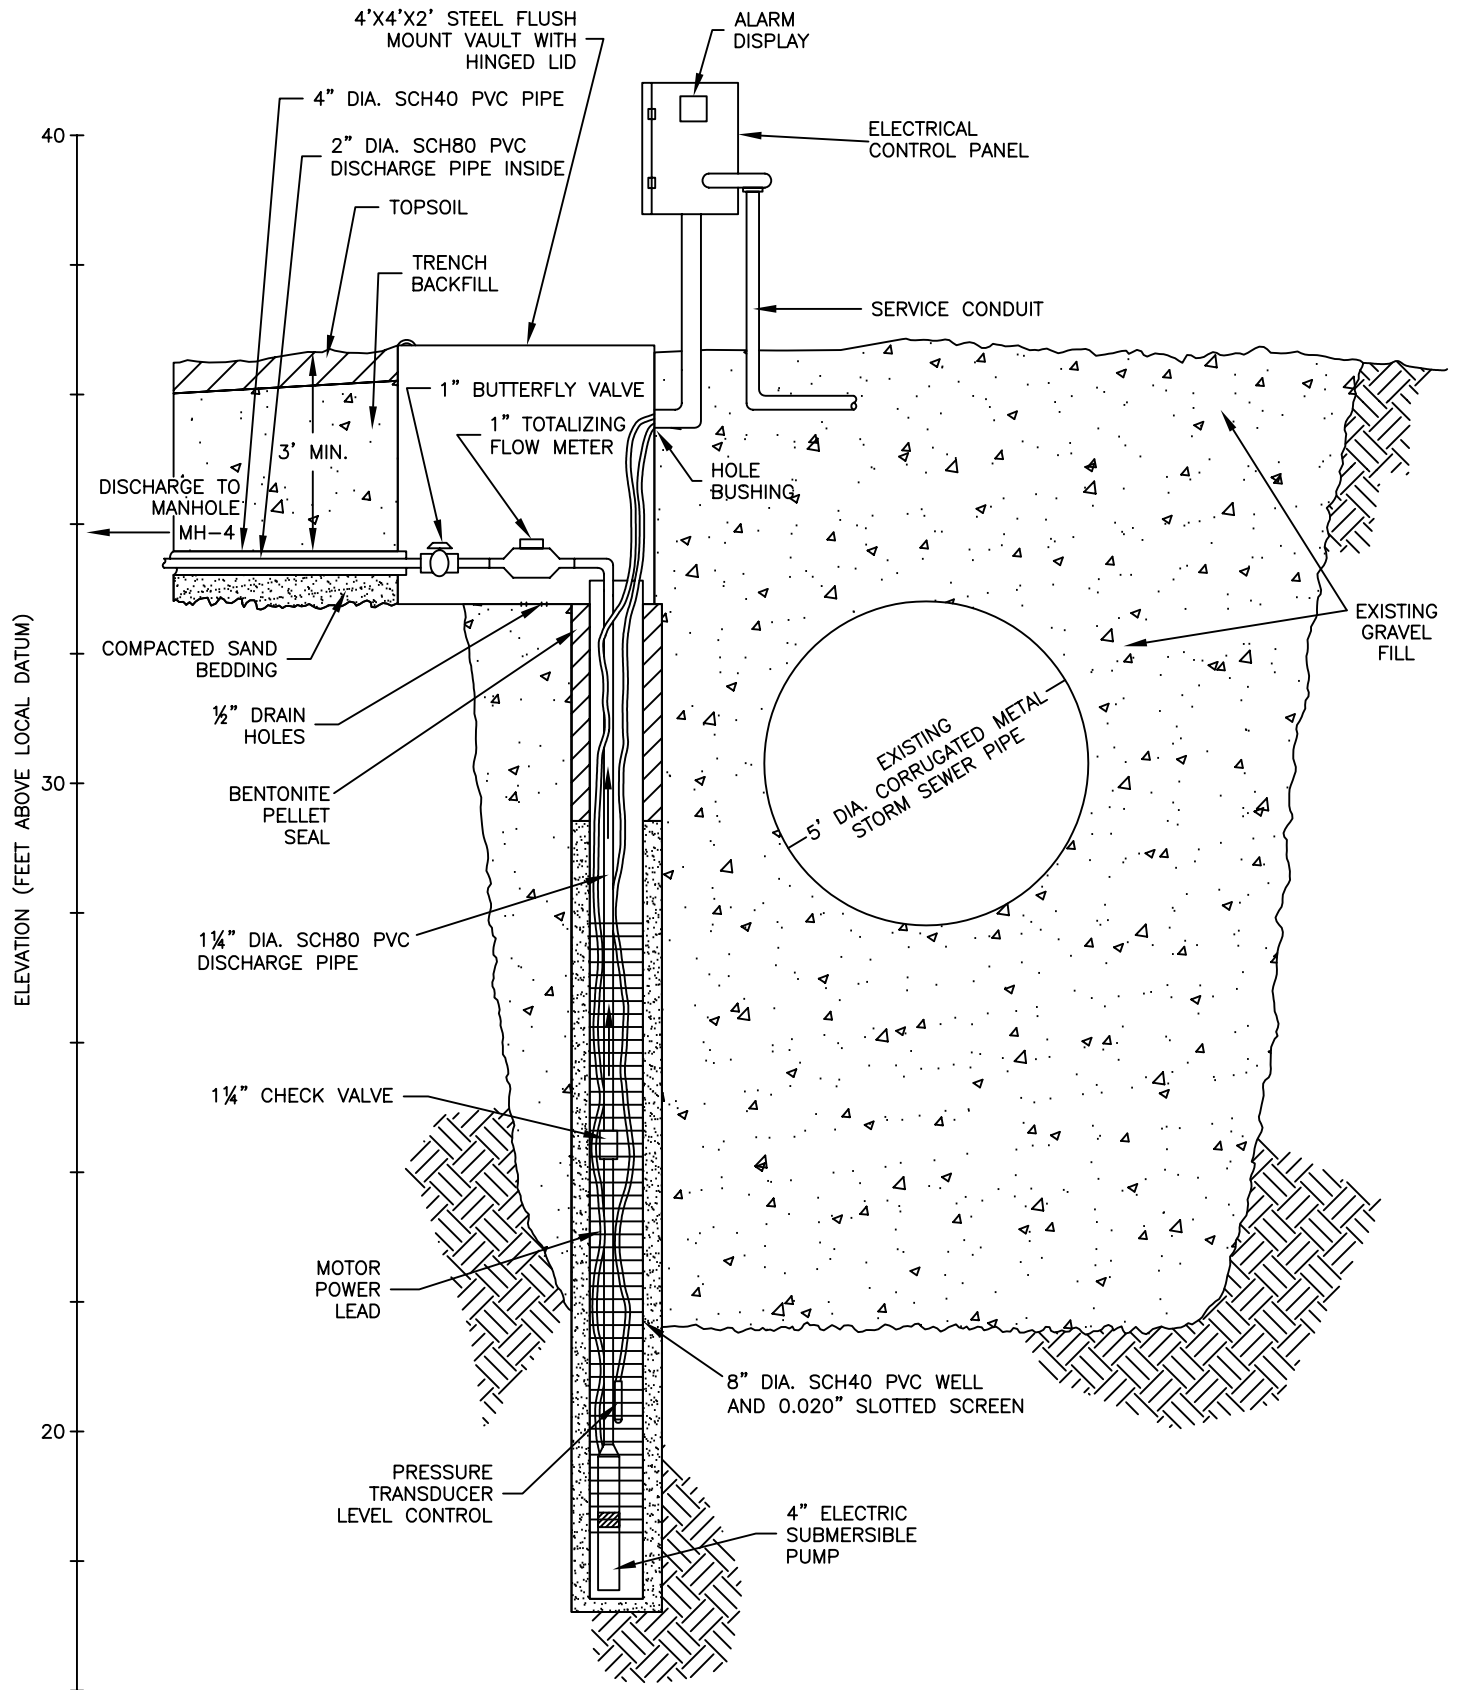 4'X4'X2' STEEL FLUSH
MOUNT VAULT WITH
HINGED LID
ALARM
DISPLAY
4" DIA. SCH40 PVC PIPE
40
ELECTRICAL
CONTROL PANEL
2" DIA. SCH80 PVC
DISCHARGE PIPE INSIDE
TOPSOIL
TRENCH
BACKFILL
SERVICE CONDUIT
1" BUTTERFLY VALVE
1" TOTALIZING
FLOW METER
3' MIN.
HOLE
BUSHING
DISCHARGE TO
MANHOLE
MH-4
EXISTING
GRAVEL
FILL
COMPACTED SAND
BEDDING
½" DRAIN
HOLES
EXISTING
5' DIA. CORRUGATED METAL
STORM SEWER PIPE
30
BENTONITE
PELLET
SEAL
ELEVATION (FEET ABOVE LOCAL DATUM)
1¼" DIA. SCH80 PVC
DISCHARGE PIPE
1¼" CHECK VALVE
MOTOR
POWER
LEAD
8" DIA. SCH40 PVC WELL
AND 0.020" SLOTTED SCREEN
20
PRESSURE
TRANSDUCER
LEVEL CONTROL
4" ELECTRIC
SUBMERSIBLE
PUMP